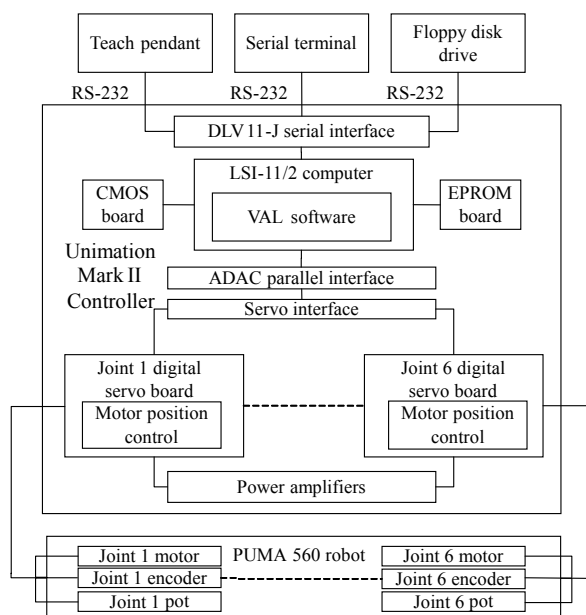 Teach pendant
Serial terminal
Floppy disk
drive
RS-232
RS-232
RS-232
DLV 11-J serial interface
LSI-11/2 computer
CMOS
board
VAL software
EPROM
board
Unimation
Mark II
Controller
ADAC parallel interface
Servo interface
Joint 1 digital
servo board
Motor position
control
Joint 6 digital
servo board
Motor position
control
Power amplifiers
Joint 1 motor
PUMA 560 robot
Joint 6 motor
Joint 1 encoder
Joint 6 encoder
Joint 1 pot
Joint 6 pot